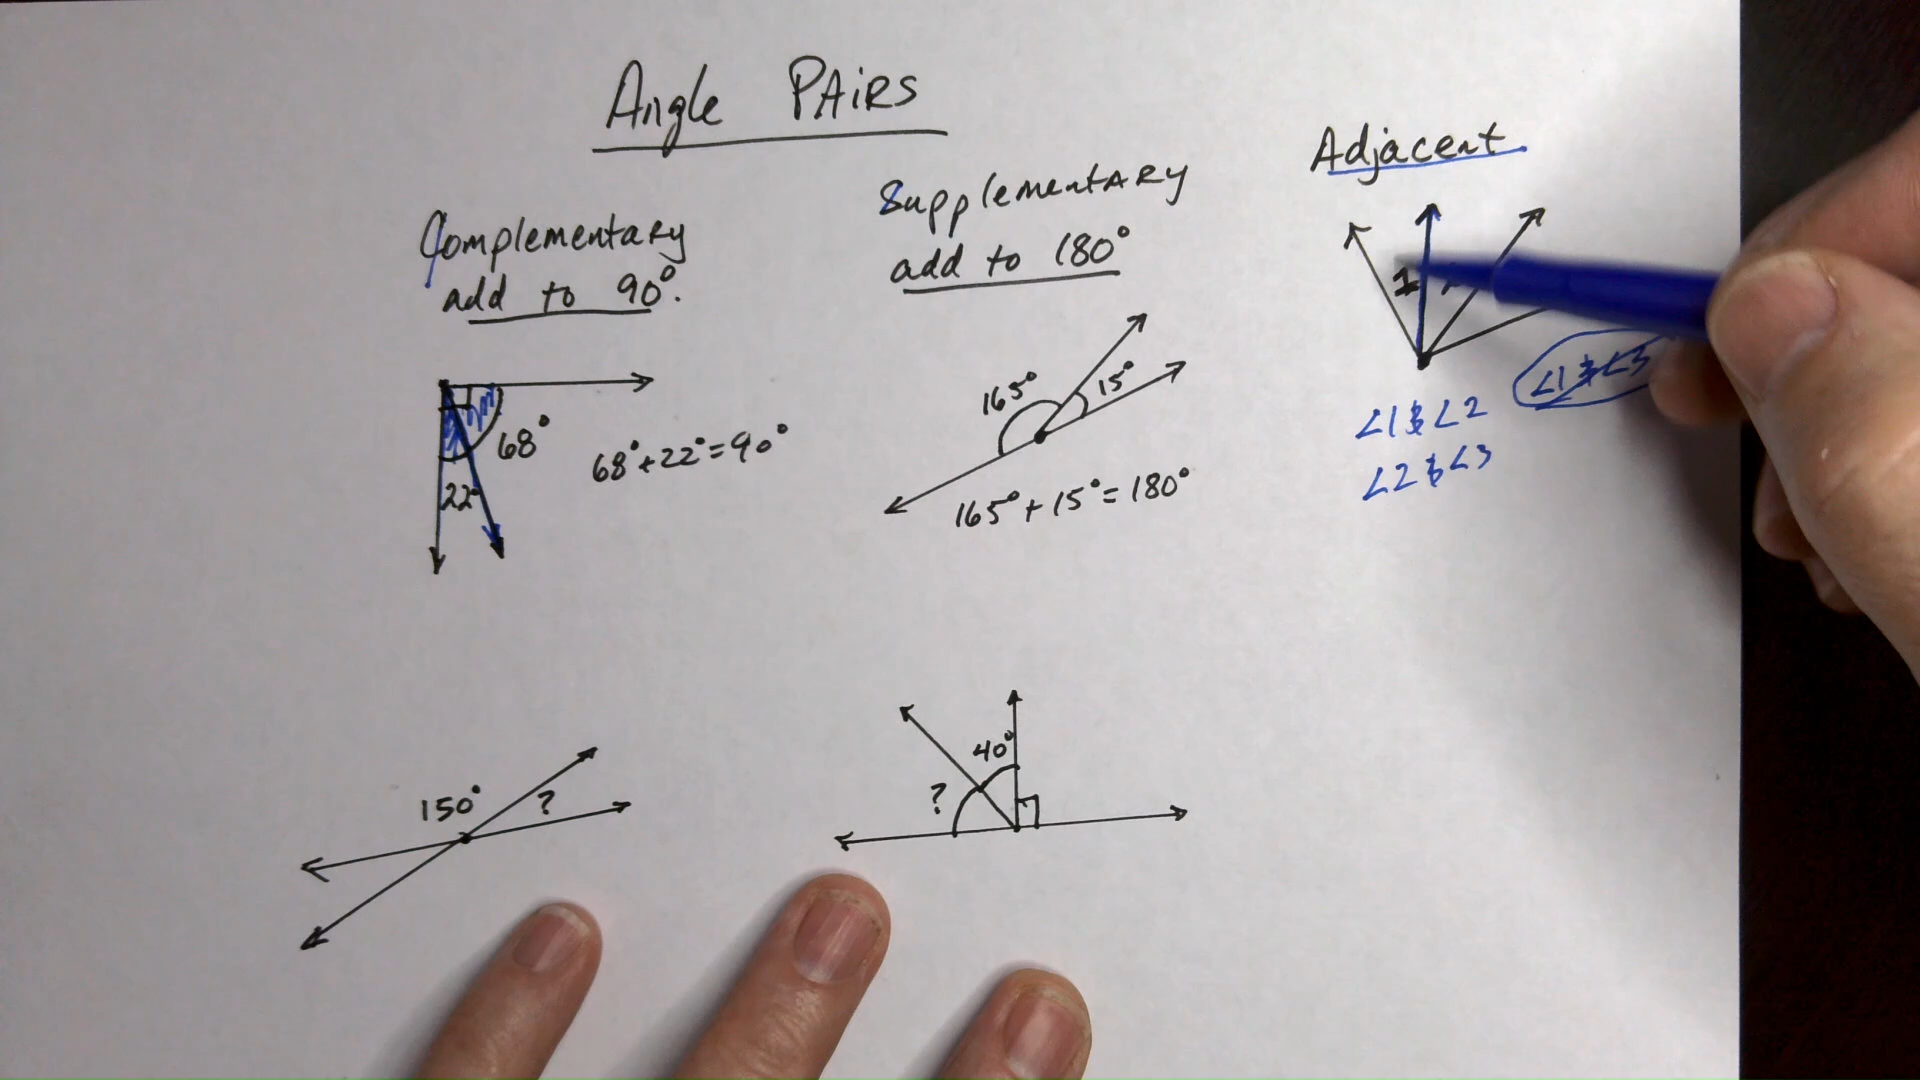 Angle PAiRS
Complementary
add to 90°.
68°
22°
68°+22°=90°
Supplementary
add to 180°
165°
15°
165°+15°=180°
Adjacent
1
∠1 & ∠3
∠1 & ∠2
∠2 & ∠3
150°
?
40°
?